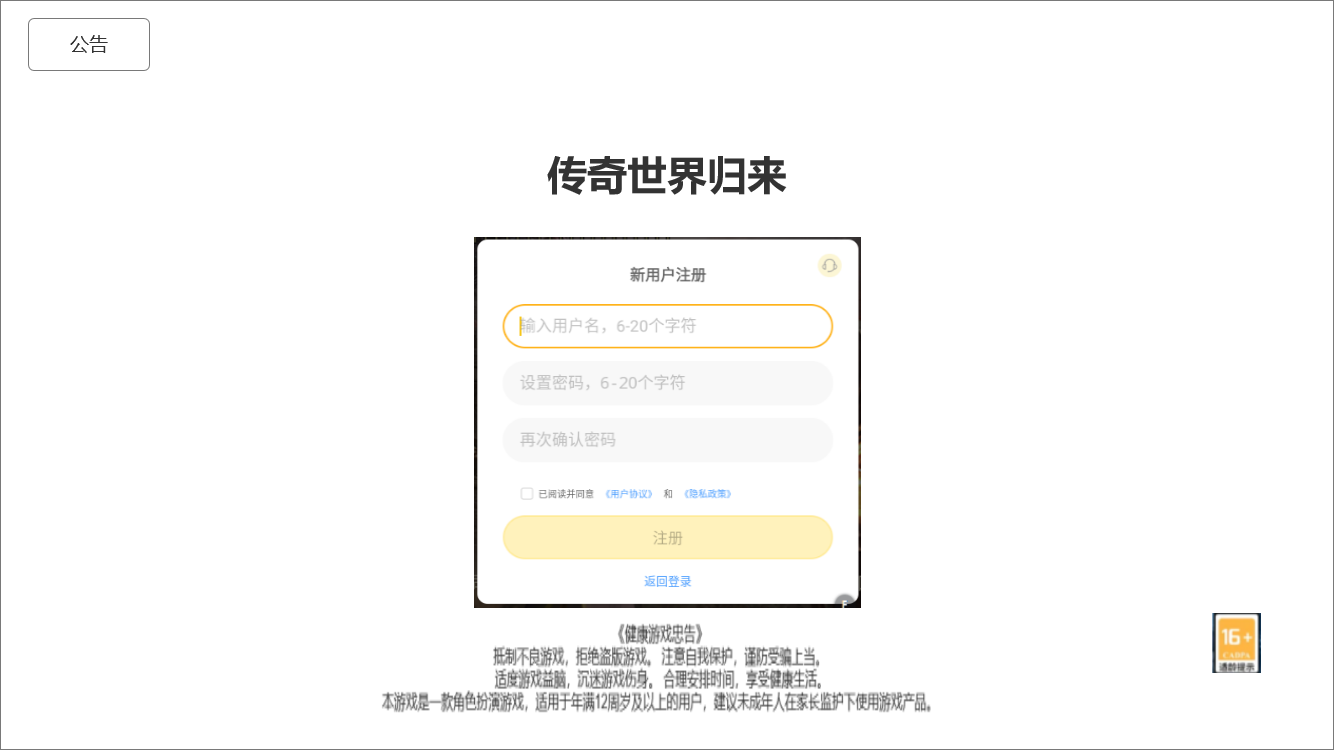 公告
传奇世界归来
新用户注册
输入用户名，6-20个字符
设置密码，6-20个字符
再次确认密码
已阅读并同意 《用户协议》 和 《隐私政策》
注册
返回登录
16+
CADPA
适龄提示
《健康游戏忠告》
抵制不良游戏，拒绝盗版游戏。 注意自我保护，谨防受骗上当。
适度游戏益脑，沉迷游戏伤身。 合理安排时间，享受健康生活。
本游戏是一款角色扮演游戏，适用于年满12周岁及以上的用户，建议未成年人在家长监护下使用游戏产品。